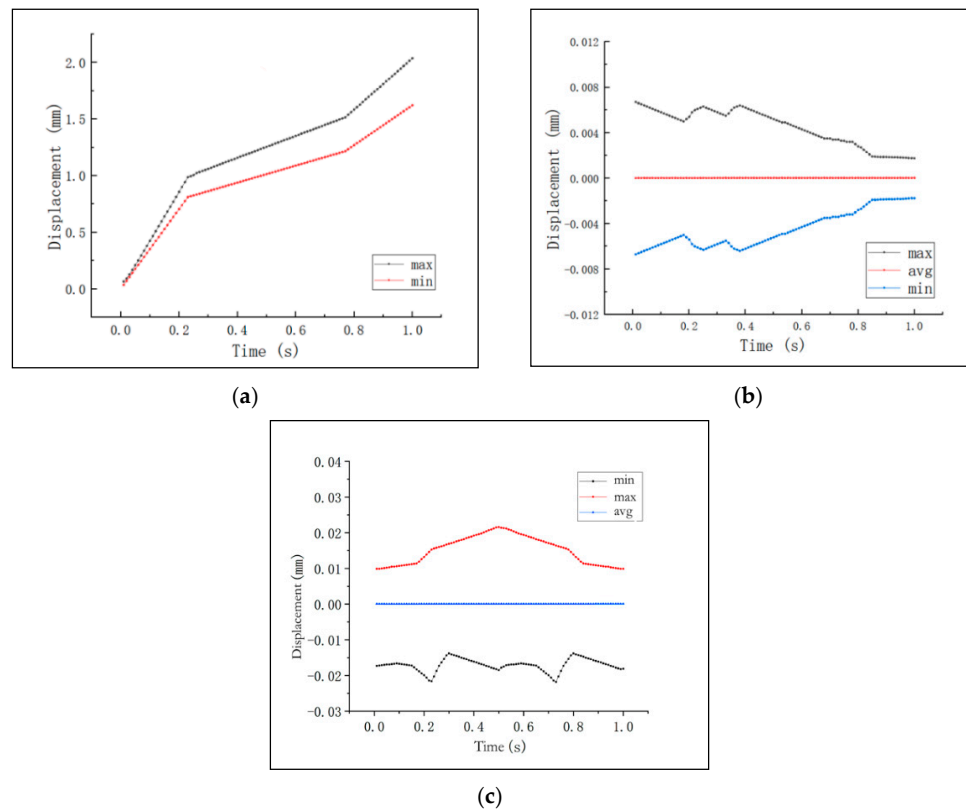 2.0
1.5
1.0
0.5
0.0
Displacement (mm)
max
min
0.0 0.2 0.4 0.6 0.8 1.0
Time (s)
(a)
0.012
0.008
0.004
0.000
-0.004
-0.008
-0.012
Displacement (mm)
max
avg
min
0.0 0.2 0.4 0.6 0.8 1.0
Time (s)
(b)
0.04
0.03
0.02
0.01
0.00
-0.01
-0.02
-0.03
Displacement (mm)
min
max
avg
0.0 0.2 0.4 0.6 0.8 1.0
Time (s)
(c)